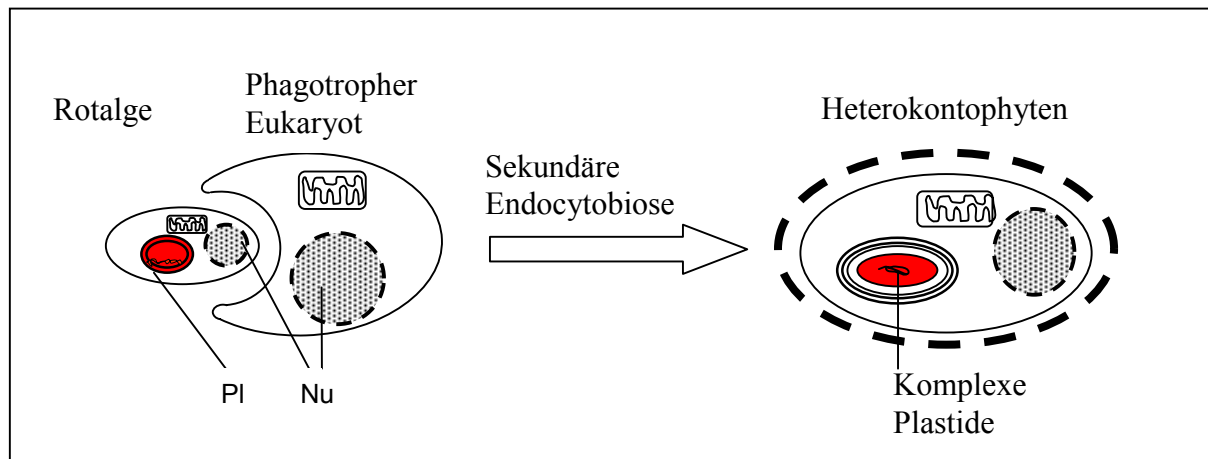 Rotalge
Phagotropher
Eukaryot
Sekundäre
Endocytobiose
Heterokontophyten
Pl
Nu
Komplexe
Plastide